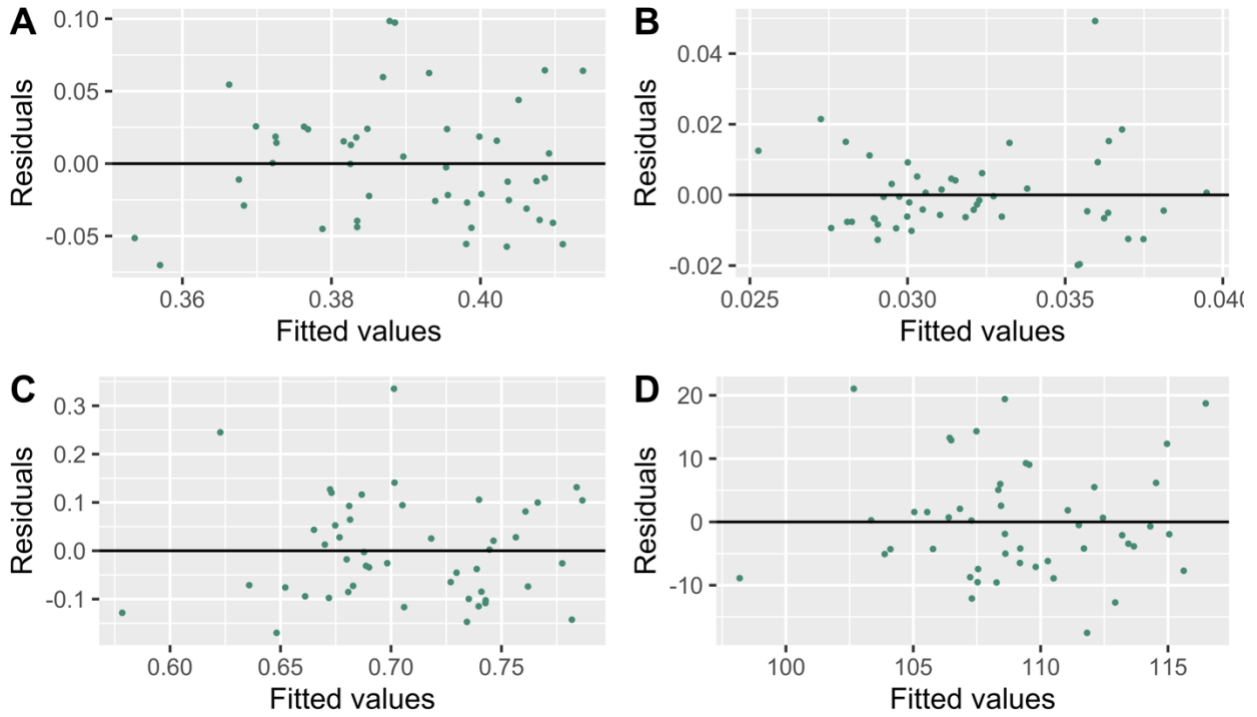 A
B
0.10
0.05
0.00
-0.05
Residuals
0.36
0.38
0.40
Fitted values
0.04
0.02
0.00
-0.02
Residuals
0.025
0.030
0.035
0.040
Fitted values
C
D
0.3
0.2
0.1
0.0
-0.1
Residuals
0.60
0.65
0.70
0.75
Fitted values
20
10
0
-10
Residuals
100
105
110
115
Fitted values